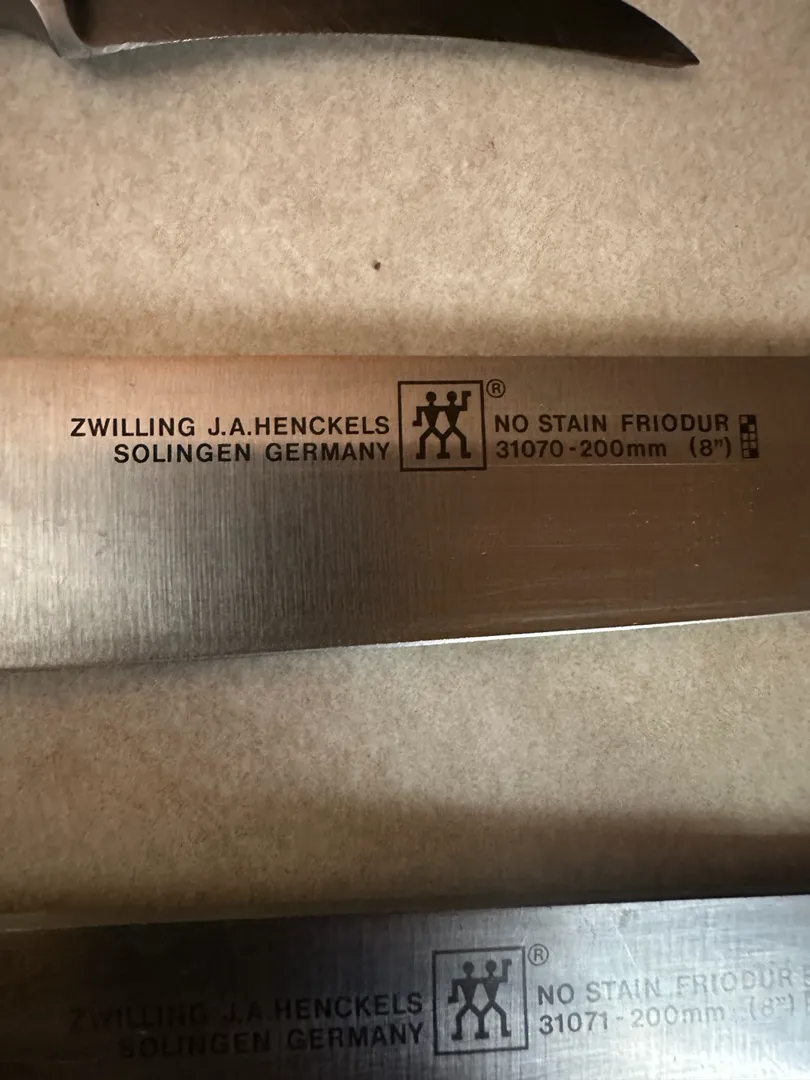 ZWILLING J.A.HENCKELS
SOLINGEN GERMANY
®
NO STAIN FRIODUR
31070-200mm (8”)
ZWILLING J.A.HENCKELS
SOLINGEN GERMANY
®
NO STAIN FRIODUR
31071-200mm (8”)